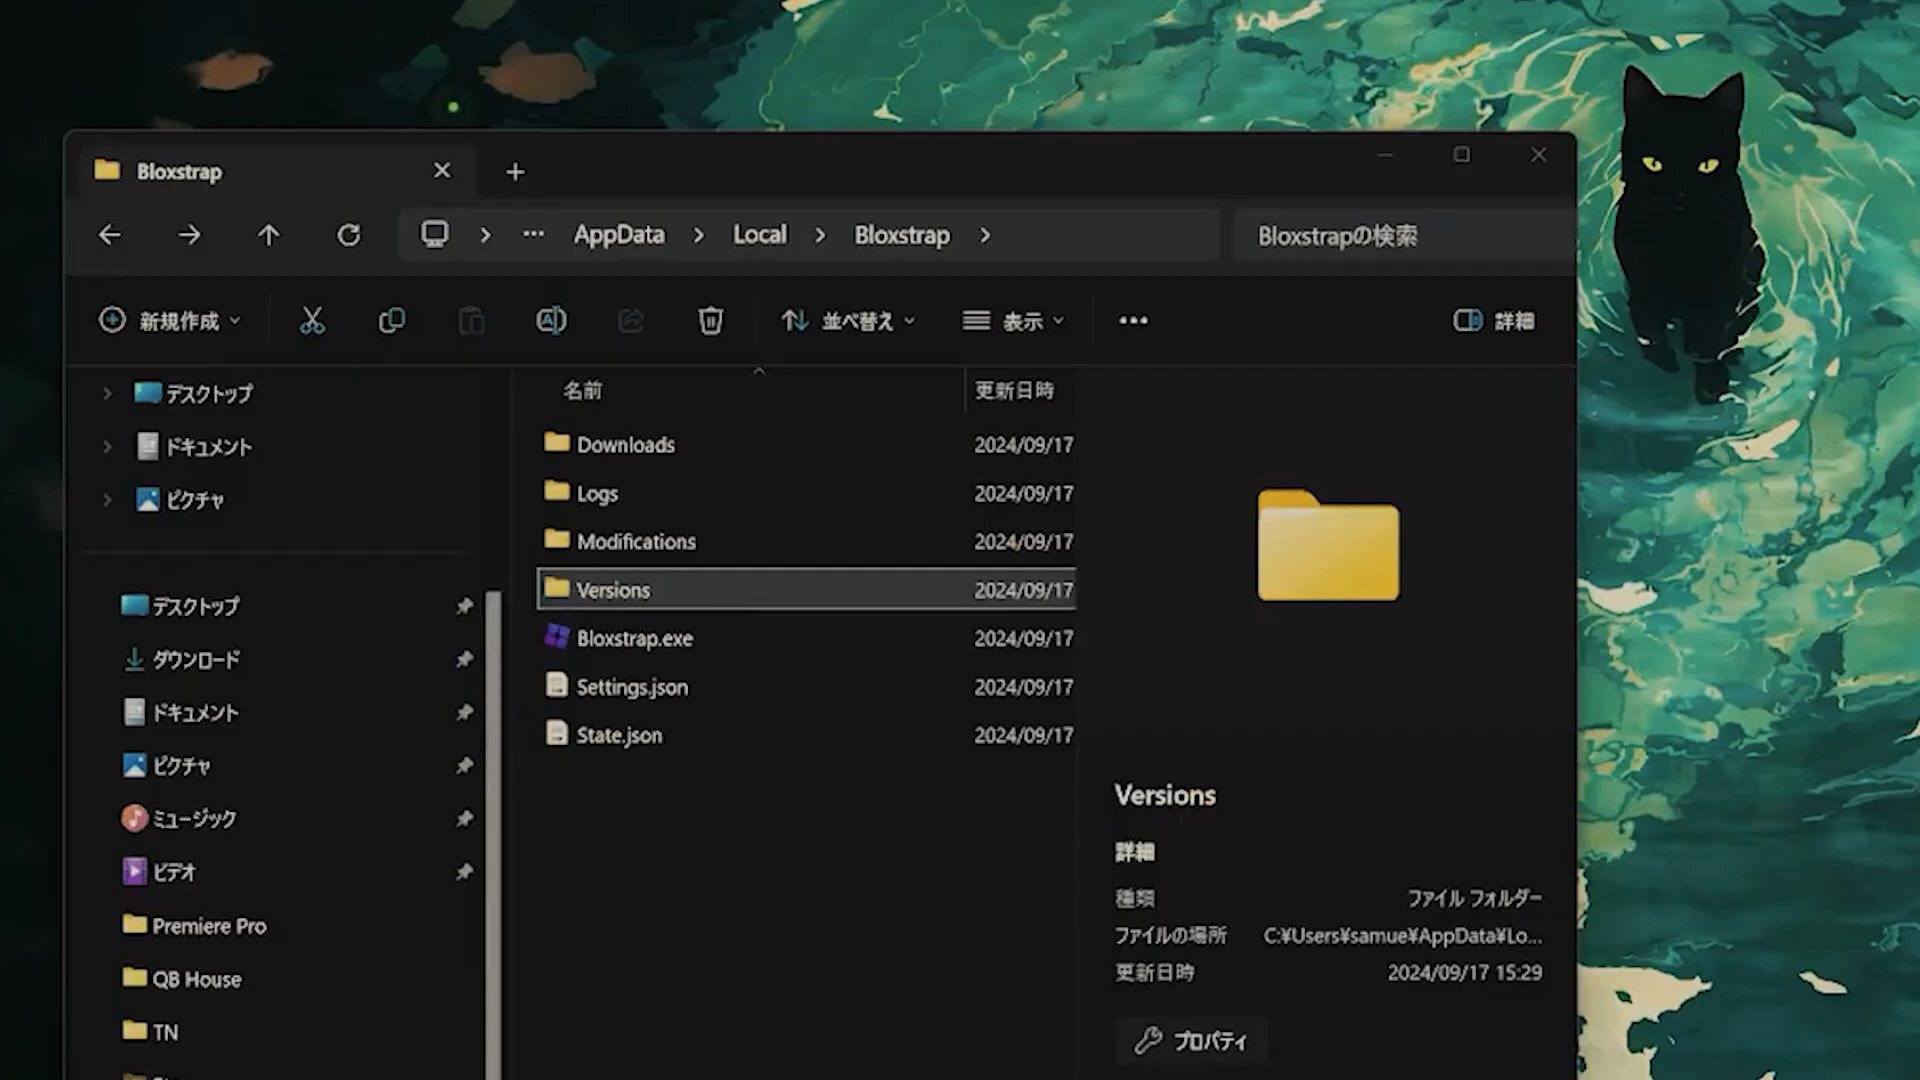 Bloxstrap
AppData > Local > Bloxstrap >
Bloxstrapの検索
新規作成
並べ替え
表示
詳細
デスクトップ
ドキュメント
ピクチャ
デスクトップ
ダウンロード
ドキュメント
ピクチャ
ミュージック
ビデオ
Premiere Pro
QB House
TN
名前 更新日時
Downloads 2024/09/17
Logs 2024/09/17
Modifications 2024/09/17
Versions 2024/09/17
Bloxstrap.exe 2024/09/17
Settings.json 2024/09/17
State.json 2024/09/17
Versions
詳細
種類 ファイル フォルダー
ファイルの場所 C:¥Users¥samue¥AppData¥Lo...
更新日時 2024/09/17 15:29
プロパティ